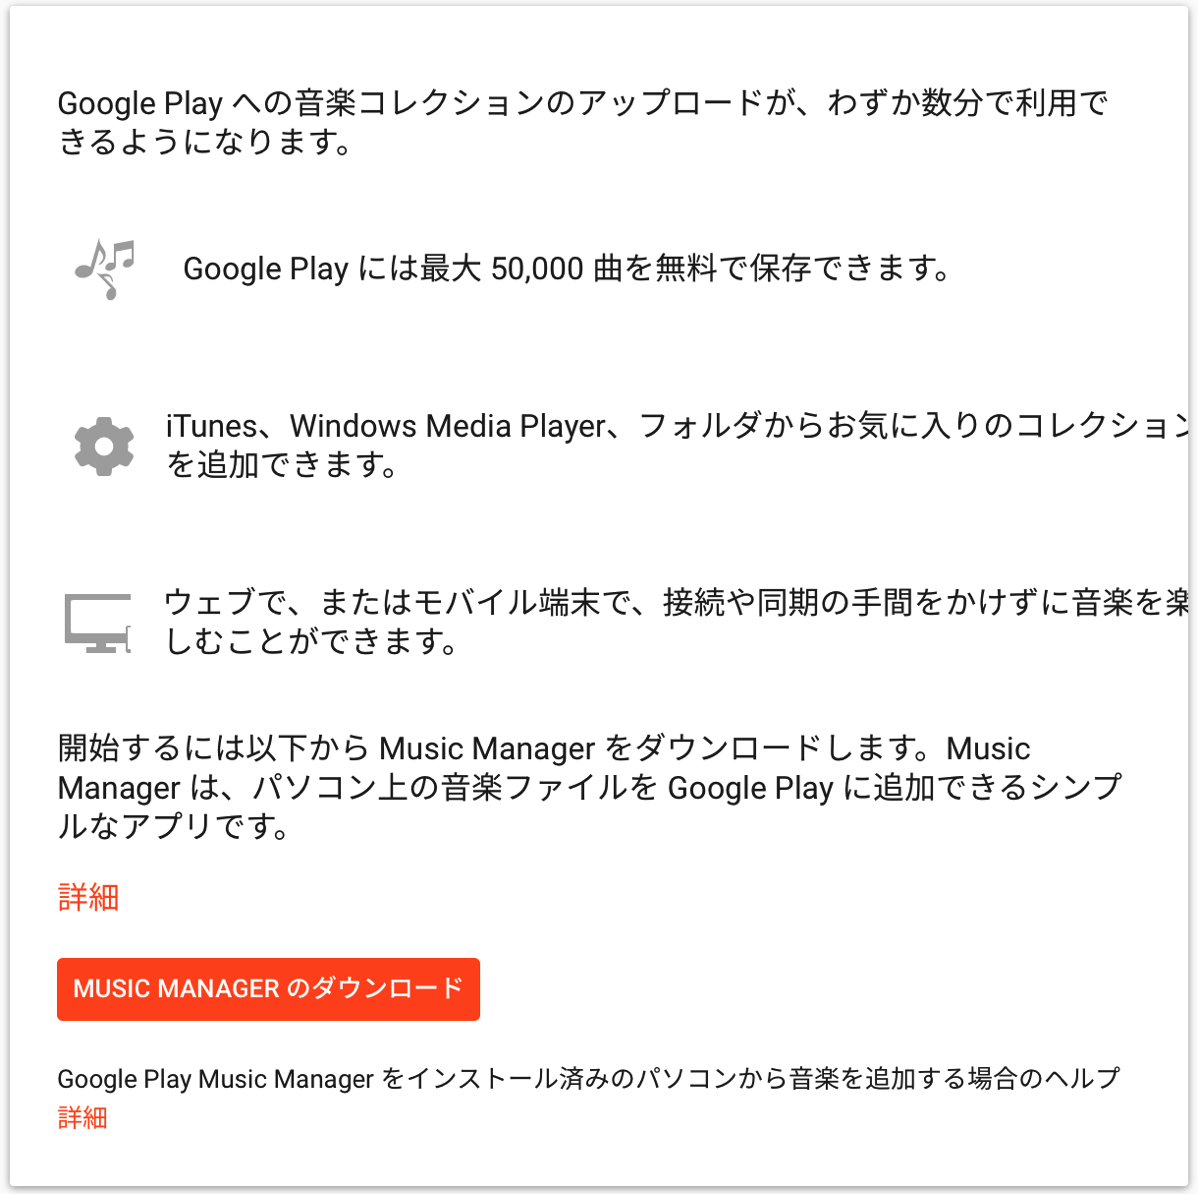 Google Play への音楽コレクションのアップロードが、わずか数分で利用で
きるようになります。
Google Play には最大 50,000 曲を無料で保存できます。
iTunes、Windows Media Player、フォルダからお気に入りのコレクション
を追加できます。
ウェブで、またはモバイル端末で、接続や同期の手間をかけずに音楽を楽
しむことができます。
開始するには以下から Music Manager をダウンロードします。Music
Manager は、パソコン上の音楽ファイルを Google Play に追加できるシンプ
ルなアプリです。
詳細
MUSIC MANAGER のダウンロード
Google Play Music Manager をインストール済みのパソコンから音楽を追加する場合のヘルプ
詳細